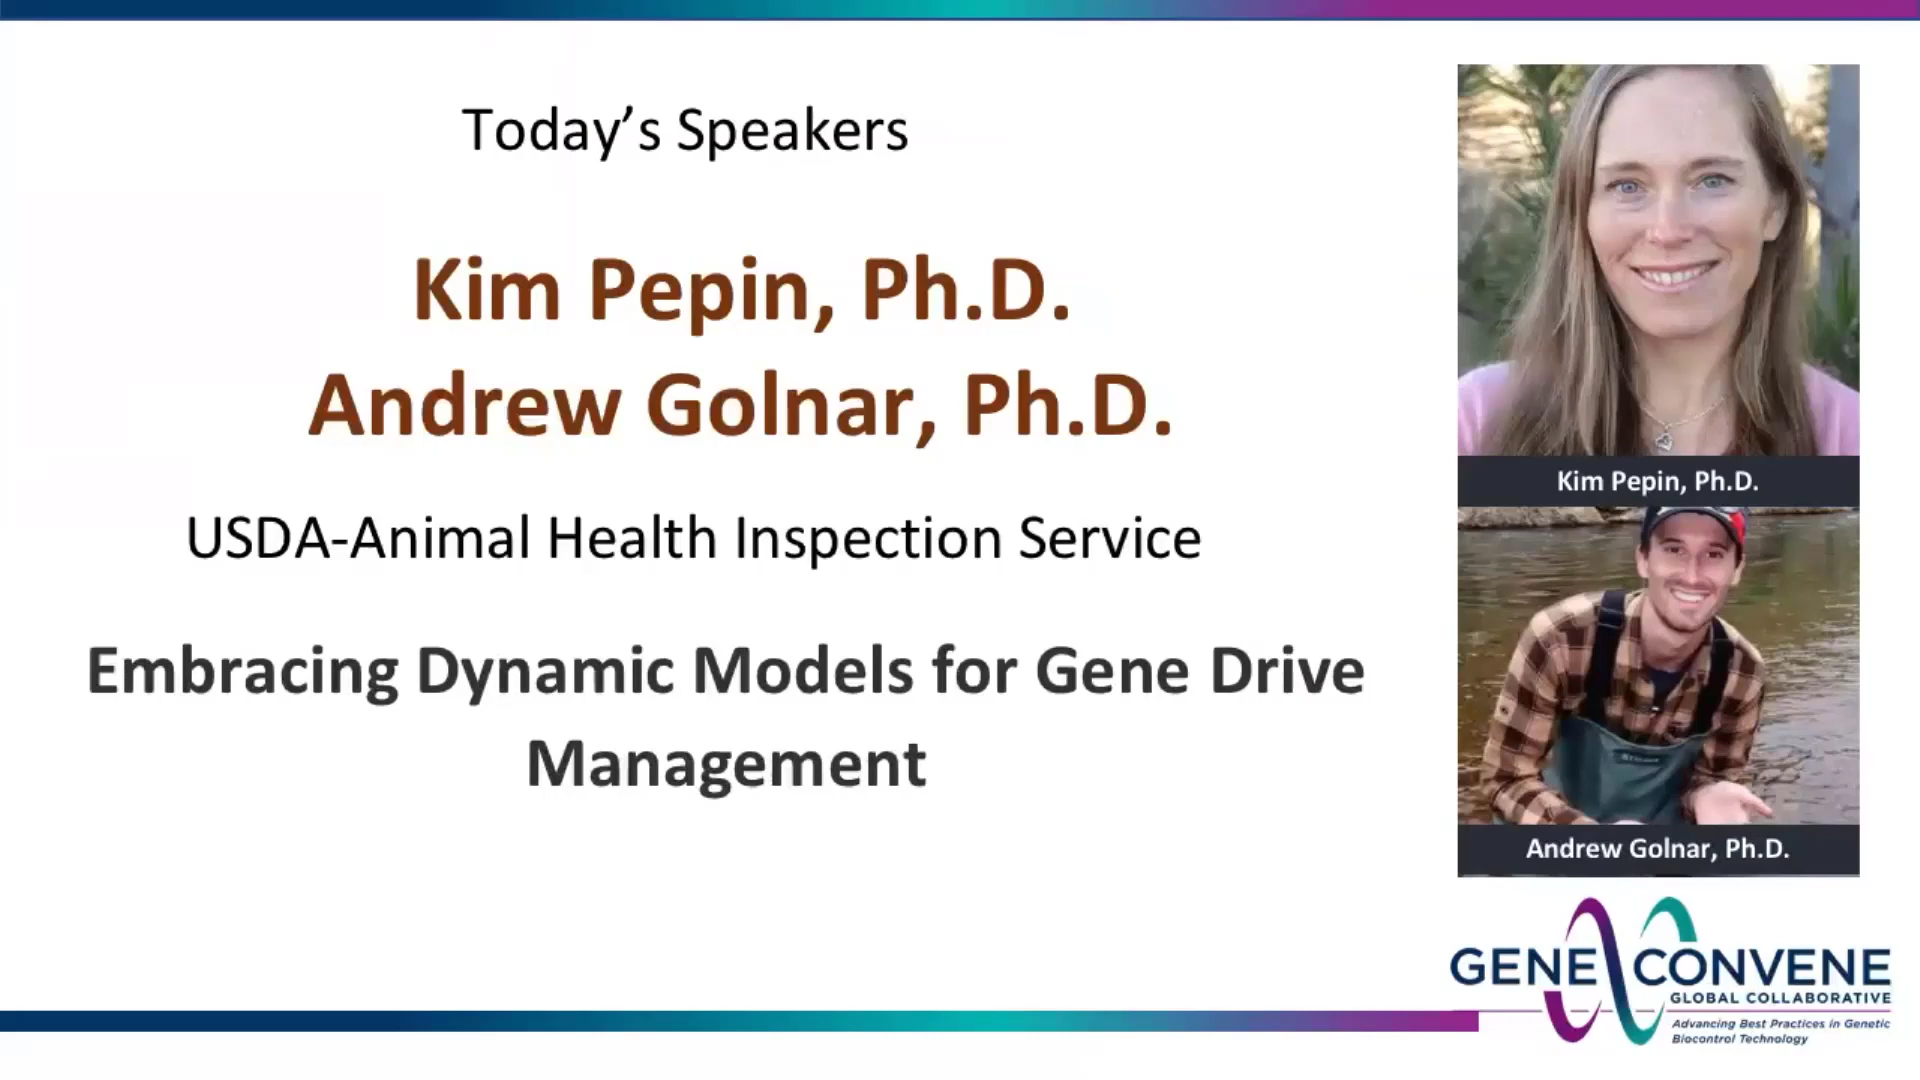 Today’s Speakers
Kim Pepin, Ph.D.
Andrew Golnar, Ph.D.
USDA-Animal Health Inspection Service
Embracing Dynamic Models for Gene Drive
Management
Kim Pepin, Ph.D.
Andrew Golnar, Ph.D.
GENE CONVENE
GLOBAL COLLABORATIVE
Advancing Best Practices in Genetic
Biocontrol Technology